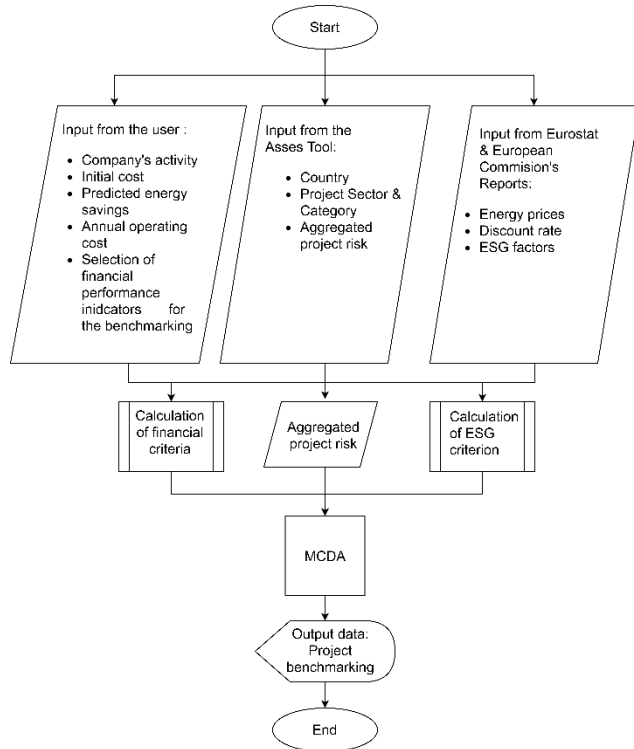 Start
Input from the user :
• Company's activity
• Initial cost
• Predicted energy
savings
• Annual operating
cost
• Selection of
financial
performance
inidcators for
the benchmarking
Input from the
Asses Tool:
• Country
• Project Sector &
Category
• Aggregated
project risk
Input from Eurostat
& European
Commision's
Reports:
• Energy prices
• Discount rate
• ESG factors
Calculation
of financial
criteria
Aggregated
project risk
Calculation
of ESG
criterion
MCDA
Output data:
Project
benchmarking
End